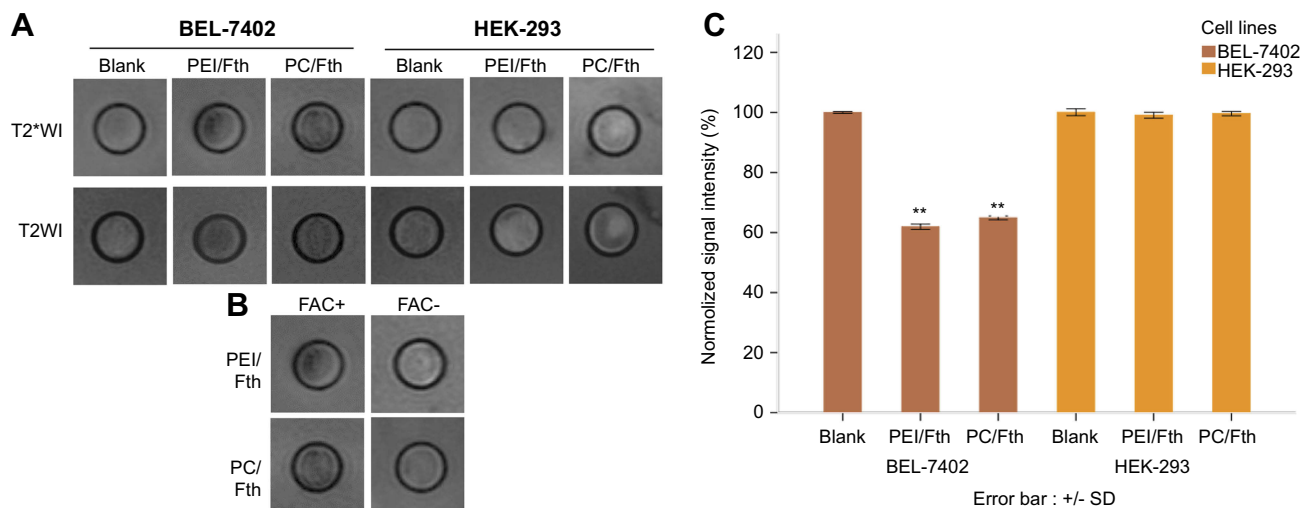 A
BEL-7402
HEK-293
Blank
PEI/Fth
PC/Fth
Blank
PEI/Fth
PC/Fth
T2*WI
T2WI
B
FAC+
FAC-
PEI/
Fth
PC/
Fth
C
Cell lines
BEL-7402
HEK-293
Normolized signal intensity (%)
120
100
80
60
40
20
0
**
**
Blank
PEI/Fth
PC/Fth
Blank
PEI/Fth
PC/Fth
BEL-7402
HEK-293
Error bar : +/- SD